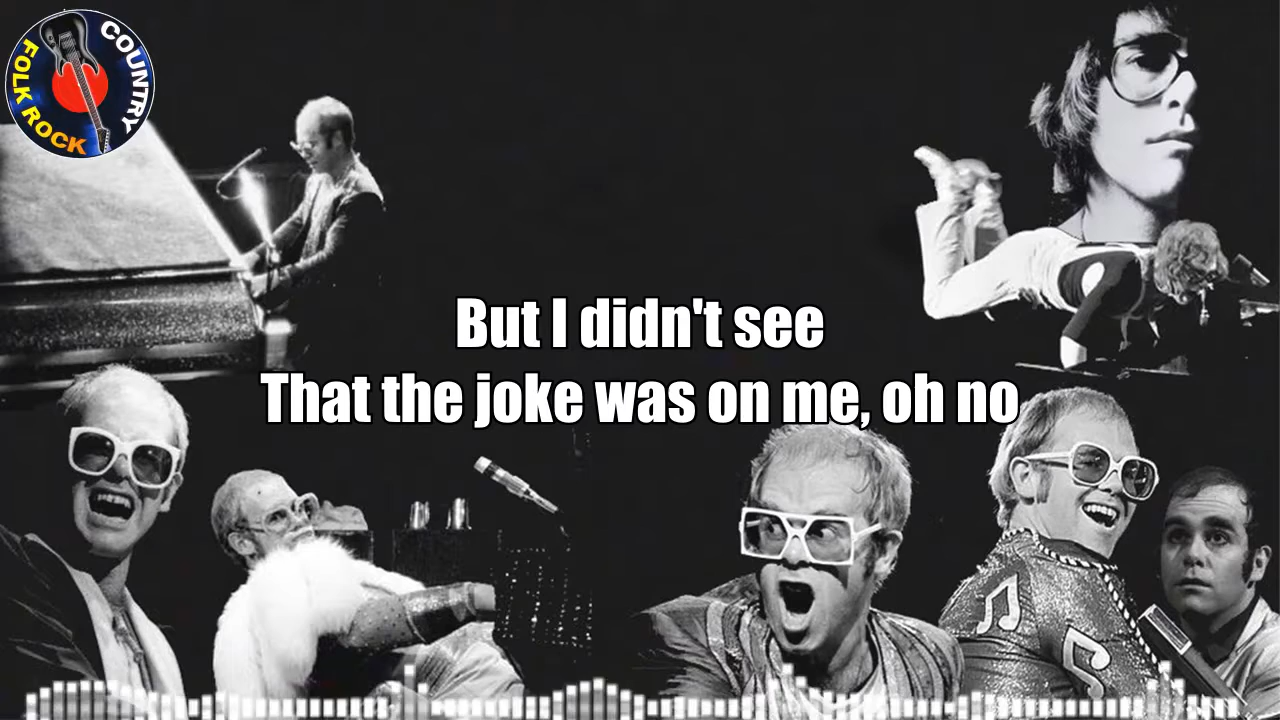 FOLK ROCK
COUNTRY
But I didn't see
That the joke was on me, oh no